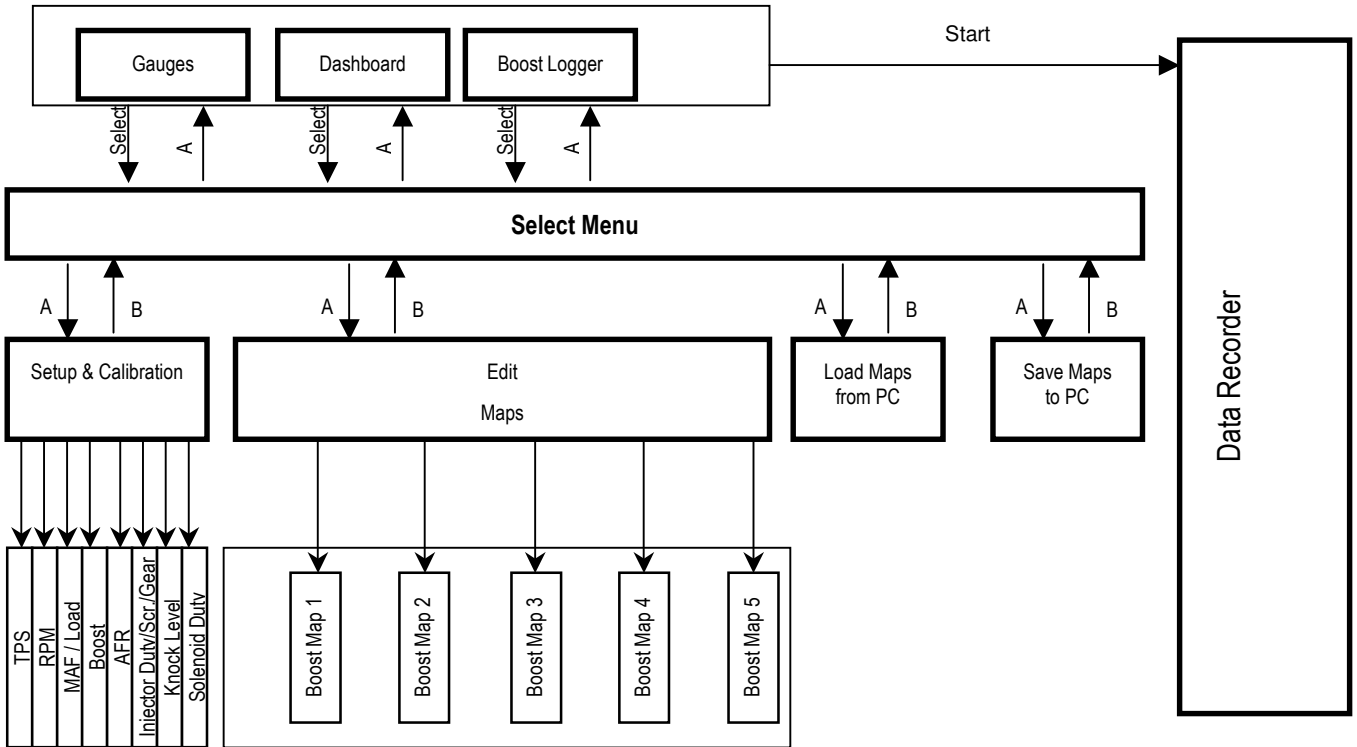 Start
Gauges
Dashboard
Boost Logger
Select
A
Select
A
Select
A
Select Menu
A
B
A
B
A
B
A
B
Setup & Calibration
Edit
Maps
Load Maps
from PC
Save Maps
to PC
Data Recorder
TPS
RPM
MAF / Load
Boost
AFR
Injector Duty/Scr./Gear
Knock Level
Solenoid Duty
Boost Map 1
Boost Map 2
Boost Map 3
Boost Map 4
Boost Map 5